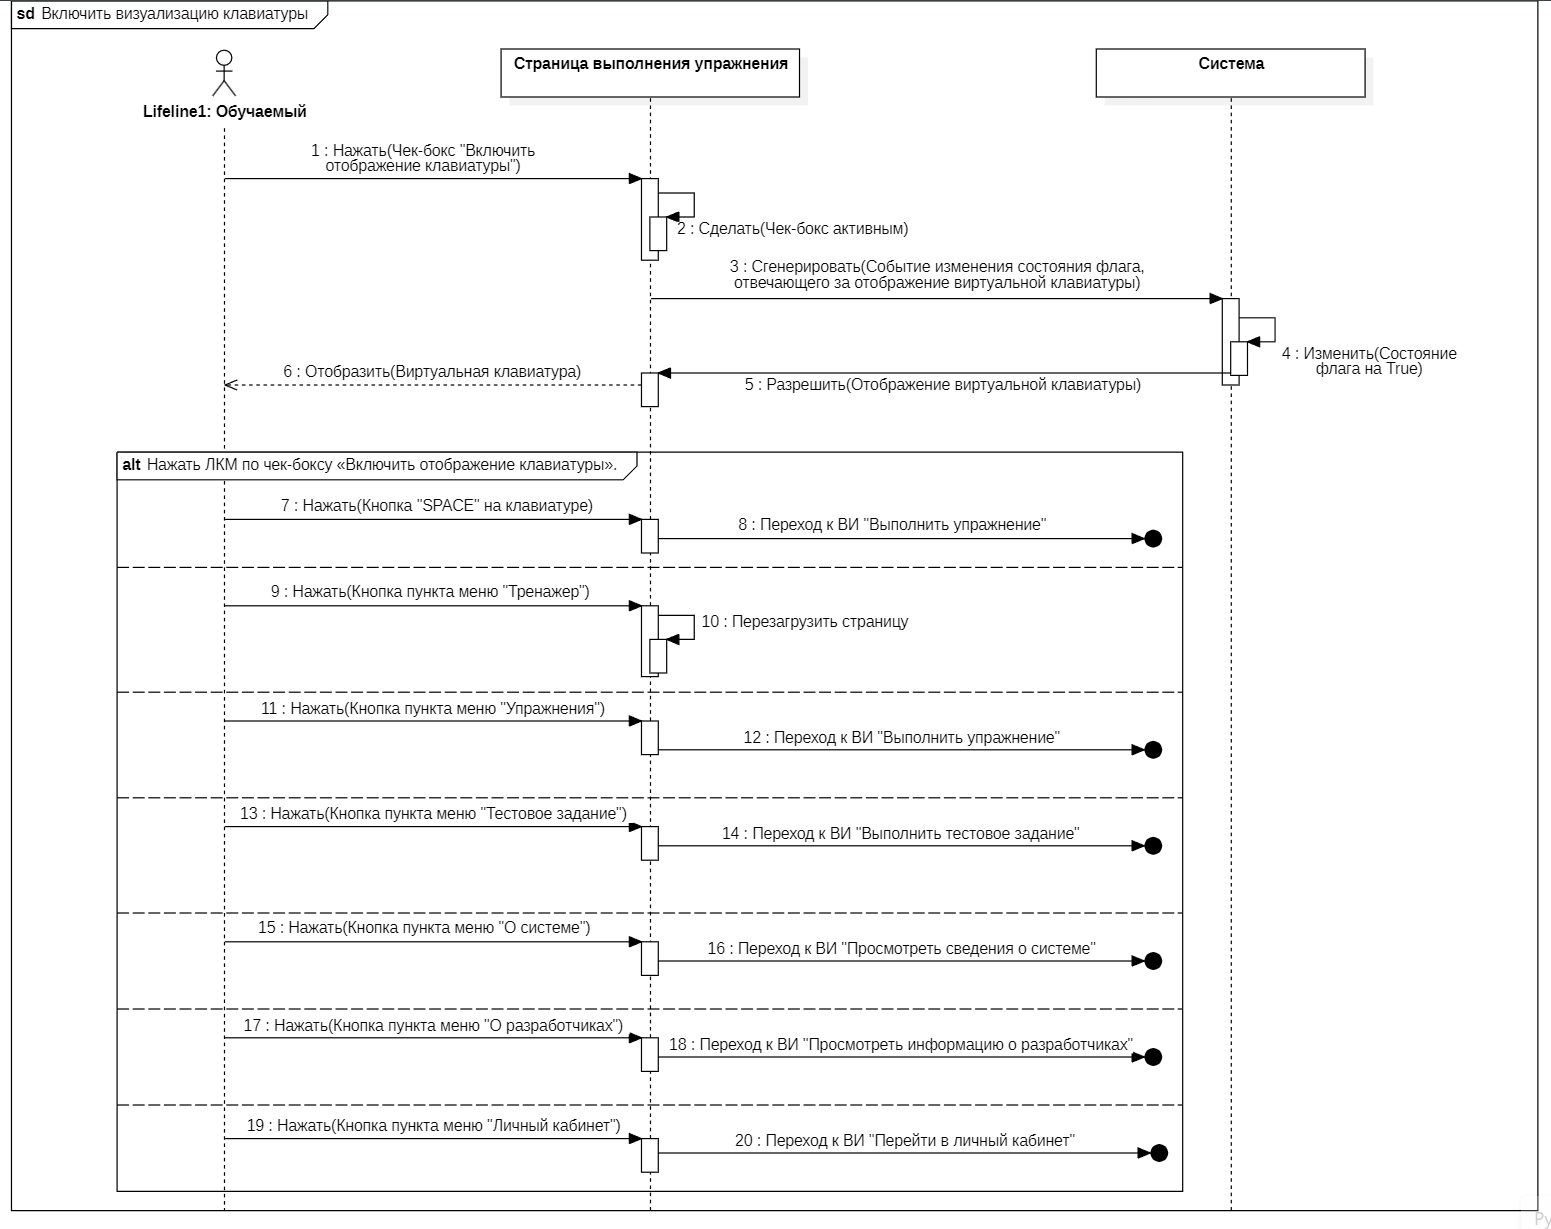 sd Включить визуализацию клавиатуры
Lifeline1: Обучаемый
Страница выполнения упражнения
Система
1 : Нажать(Чек-бокс "Включить
отображение клавиатуры")
2 : Сделать(Чек-бокс активным)
3 : Сгенерировать(Событие изменения состояния флага,
отвечающего за отображение виртуальной клавиатуры)
4 : Изменить(Состояние
флага на True)
6 : Отобразить(Виртуальная клавиатура)
5 : Разрешить(Отображение виртуальной клавиатуры)
alt Нажать ЛКМ по чек-боксу «Включить отображение клавиатуры».
7 : Нажать(Кнопка "SPACE" на клавиатуре)
8 : Переход к ВИ "Выполнить упражнение"
9 : Нажать(Кнопка пункта меню "Тренажер")
10 : Перезагрузить страницу
11 : Нажать(Кнопка пункта меню "Упражнения")
12 : Переход к ВИ "Выполнить упражнение"
13 : Нажать(Кнопка пункта меню "Тестовое задание")
14 : Переход к ВИ "Выполнить тестовое задание"
15 : Нажать(Кнопка пункта меню "О системе")
16 : Переход к ВИ "Просмотреть сведения о системе"
17 : Нажать(Кнопка пункта меню "О разработчиках")
18 : Переход к ВИ "Просмотреть информацию о разработчиках"
19 : Нажать(Кнопка пункта меню "Личный кабинет")
20 : Переход к ВИ "Перейти в личный кабинет"